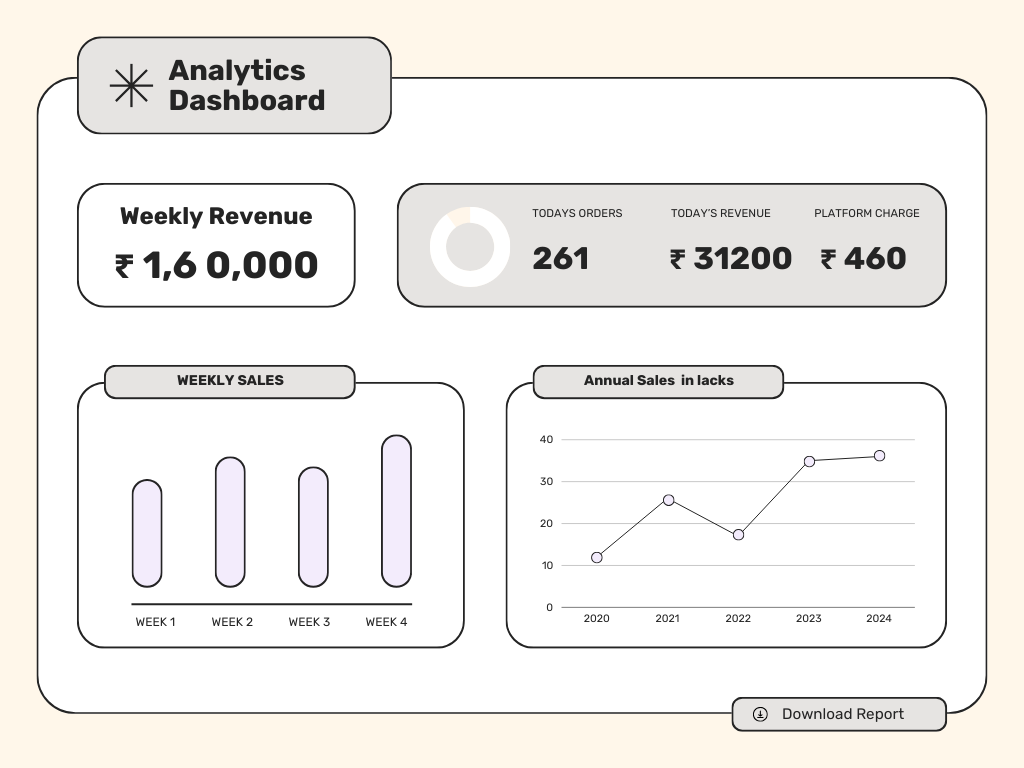 Analytics
Dashboard
Weekly Revenue
₹ 1,6 0,000
TODAYS ORDERS
261
TODAY'S REVENUE
₹ 31200
PLATFORM CHARGE
₹ 460
WEEKLY SALES
WEEK 1 WEEK 2 WEEK 3 WEEK 4
Annual Sales  in lacks
40
30
20
10
0
2020 2021 2022 2023 2024
Download Report